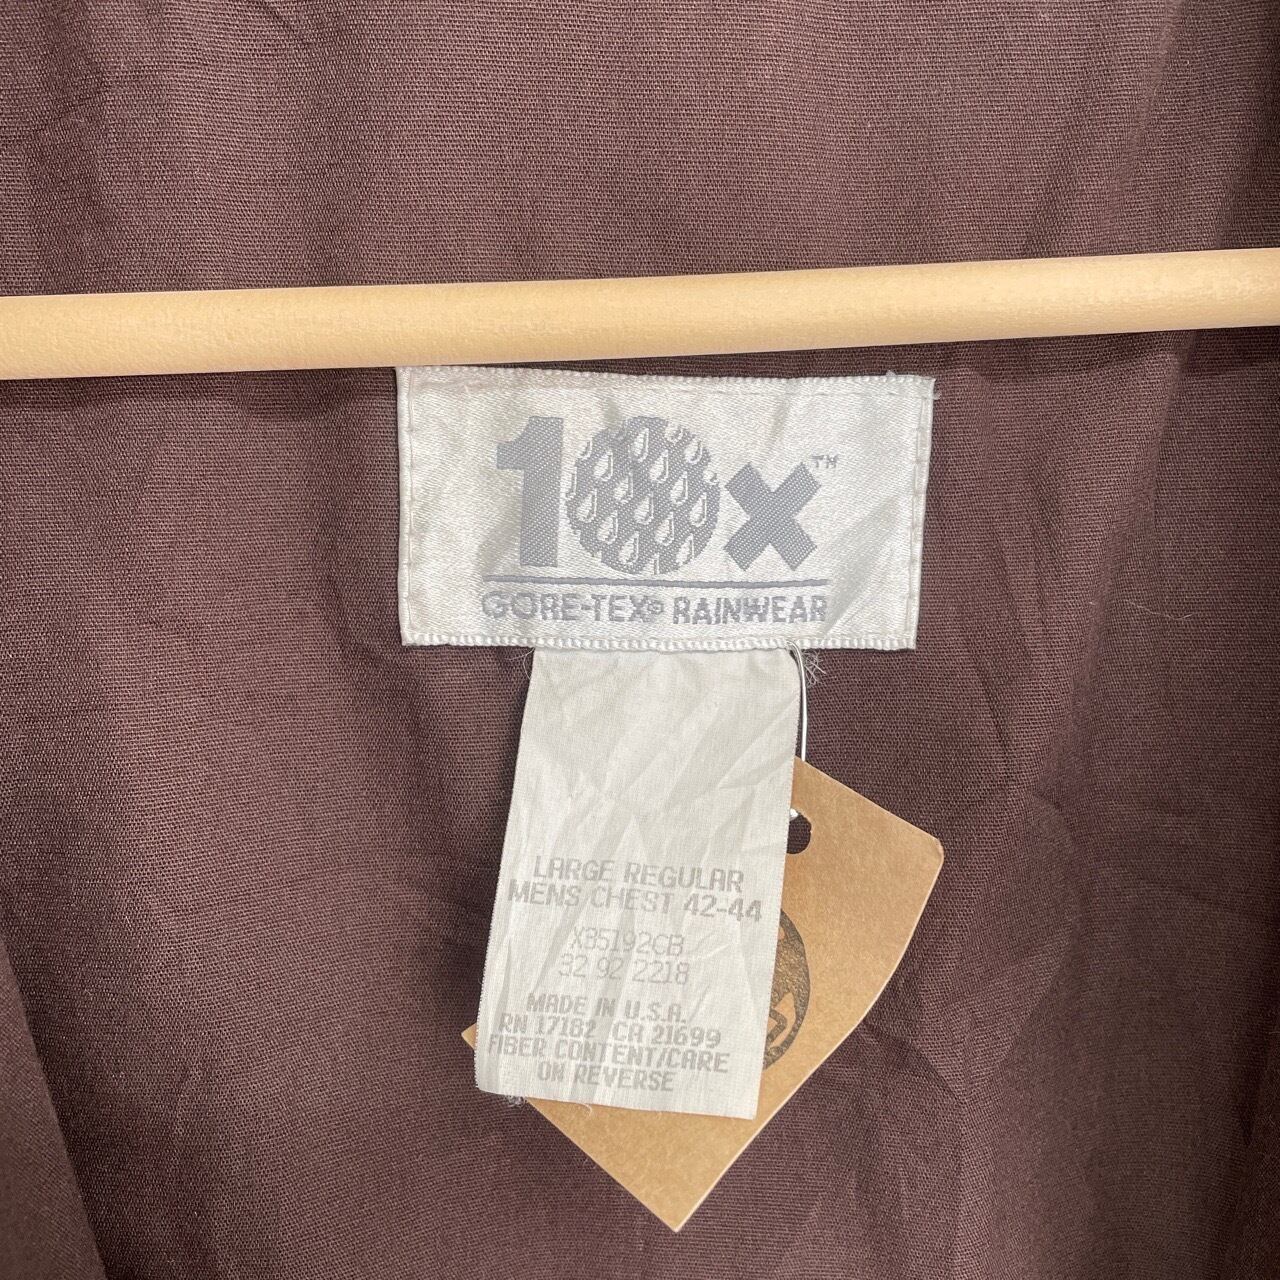 10x™
GORE-TEX® RAINWEAR
LARGE REGULAR
MENS CHEST 42-44
XB5192CB
32 92 2218
MADE IN U.S.A.
RN 17182 CA 21699
FIBER CONTENT/CARE
ON REVERSE